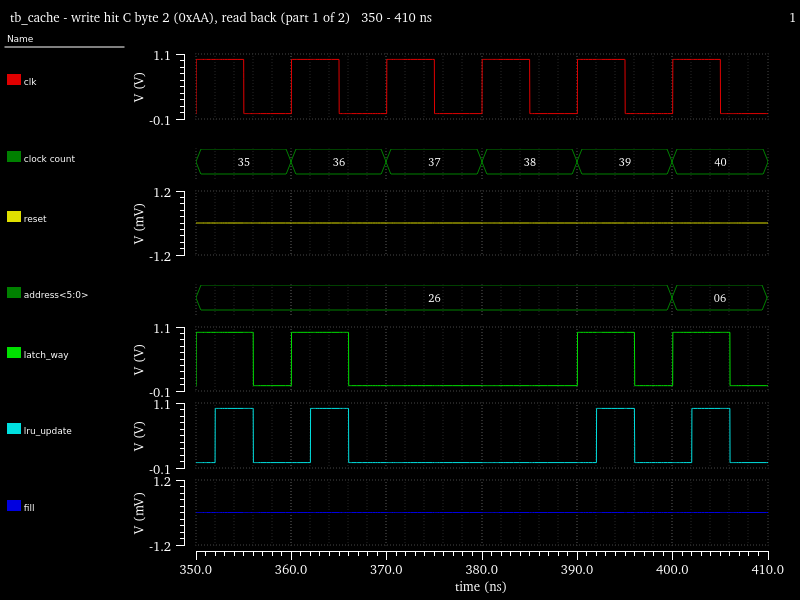 tb_cache - write hit C byte 2 (0xAA), read back (part 1 of 2)   350 - 410 ns
1
Name
1.1
clk
V (V)
-0.1
clock count
35 36 37 38 39 40
1.2
reset
V (mV)
-1.2
address<5:0>
26 06
1.1
latch_way
V (V)
-0.1
1.1
lru_update
V (V)
-0.1
1.2
fill
V (mV)
-1.2
350.0 360.0 370.0 380.0 390.0 400.0 410.0
time (ns)